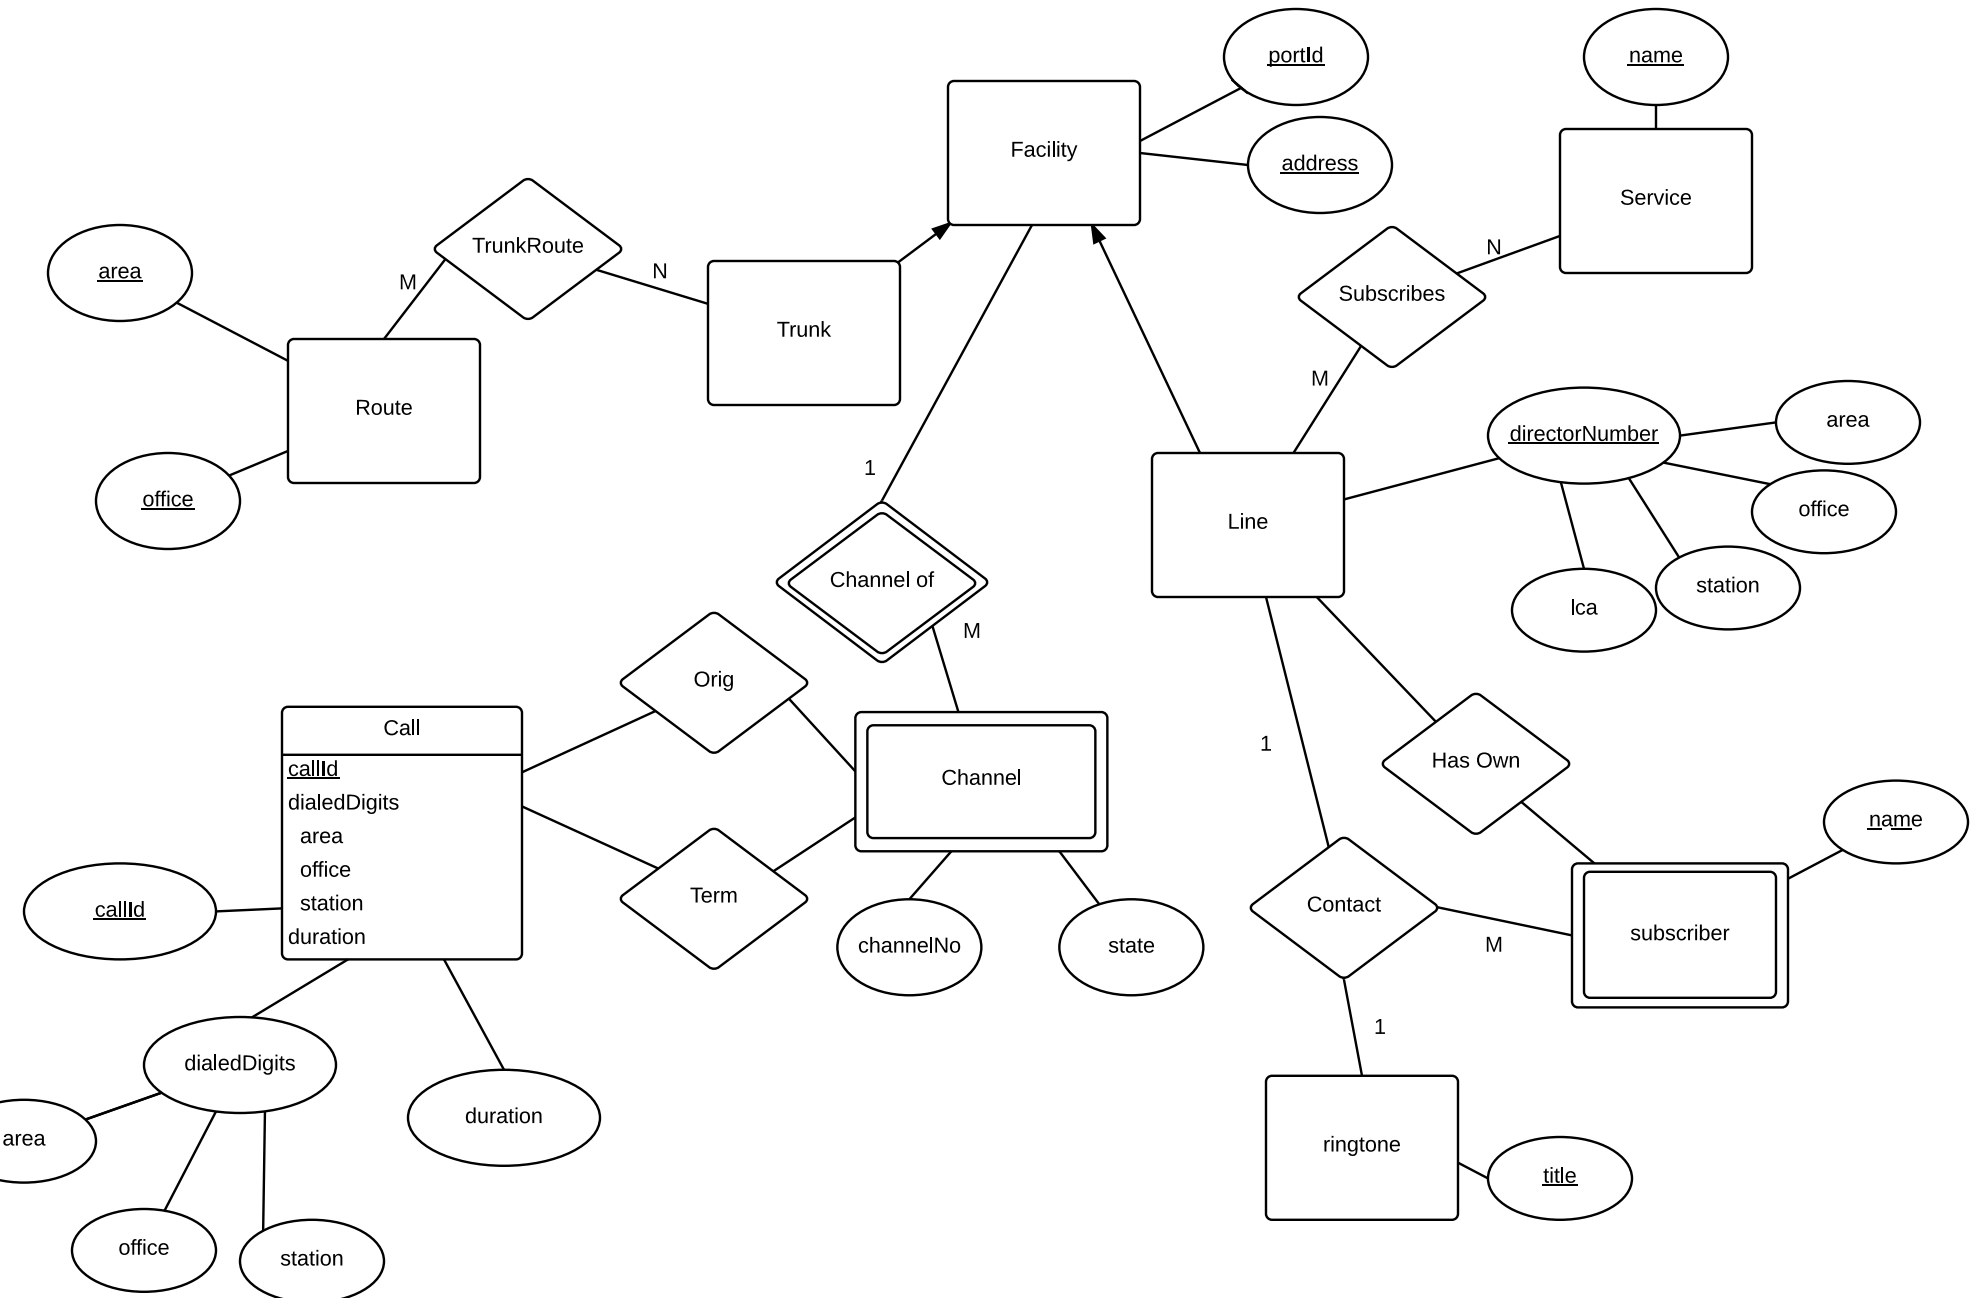 portId
name
Facility
address
Service
TrunkRoute
N
area
M
N
Subscribes
Trunk
M
Route
area
directorNumber
1
office
office
Line
Channel of
station
lca
M
Orig
Call
1
Has Own
callId
Channel
dialedDigits
name
area
office
Term
station
Contact
callId
subscriber
duration
channelNo
state
M
1
dialedDigits
duration
area
ringtone
title
office
station